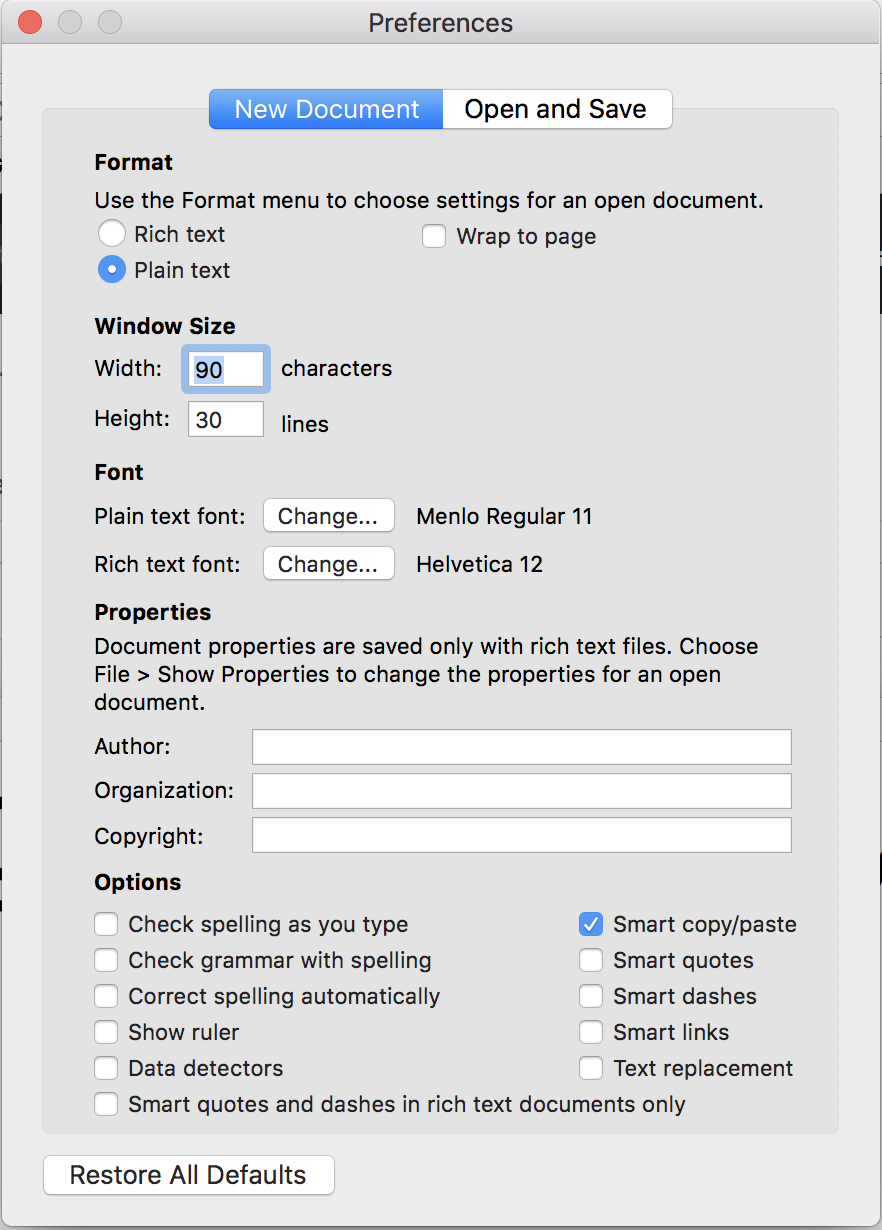 Preferences
New Document Open and Save
Format
Use the Format menu to choose settings for an open document.
Rich text Wrap to page
Plain text
Window Size
Width: 90 characters
Height: 30 lines
Font
Plain text font: Change... Menlo Regular 11
Rich text font: Change... Helvetica 12
Properties
Document properties are saved only with rich text files. Choose
File > Show Properties to change the properties for an open
document.
Author:
Organization:
Copyright:
Options
Check spelling as you type Smart copy/paste
Check grammar with spelling Smart quotes
Correct spelling automatically Smart dashes
Show ruler Smart links
Data detectors Text replacement
Smart quotes and dashes in rich text documents only
Restore All Defaults